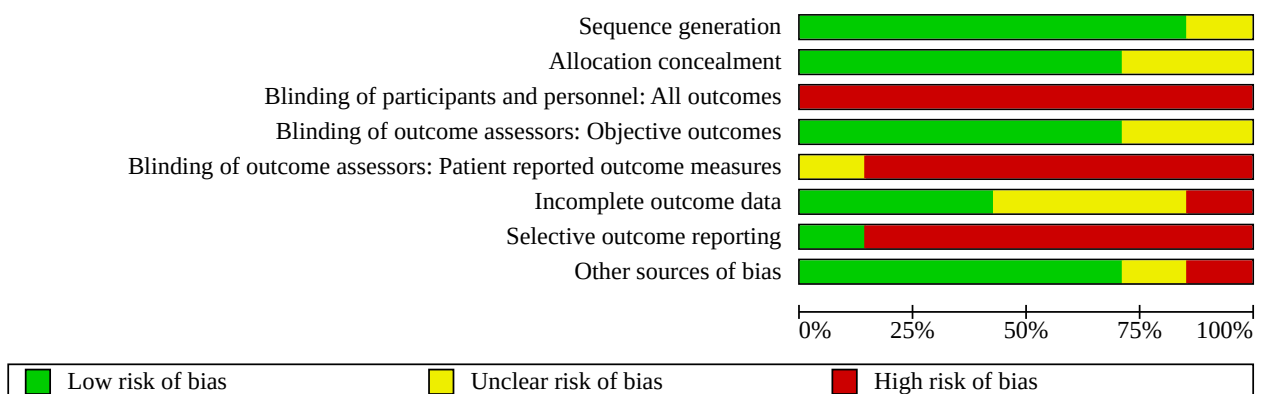 Sequence generation
Allocation concealment
Blinding of participants and personnel: All outcomes
Blinding of outcome assessors: Objective outcomes
Blinding of outcome assessors: Patient reported outcome measures
Incomplete outcome data
Selective outcome reporting
Other sources of bias
0% 25% 50% 75% 100%
Low risk of bias Unclear risk of bias High risk of bias